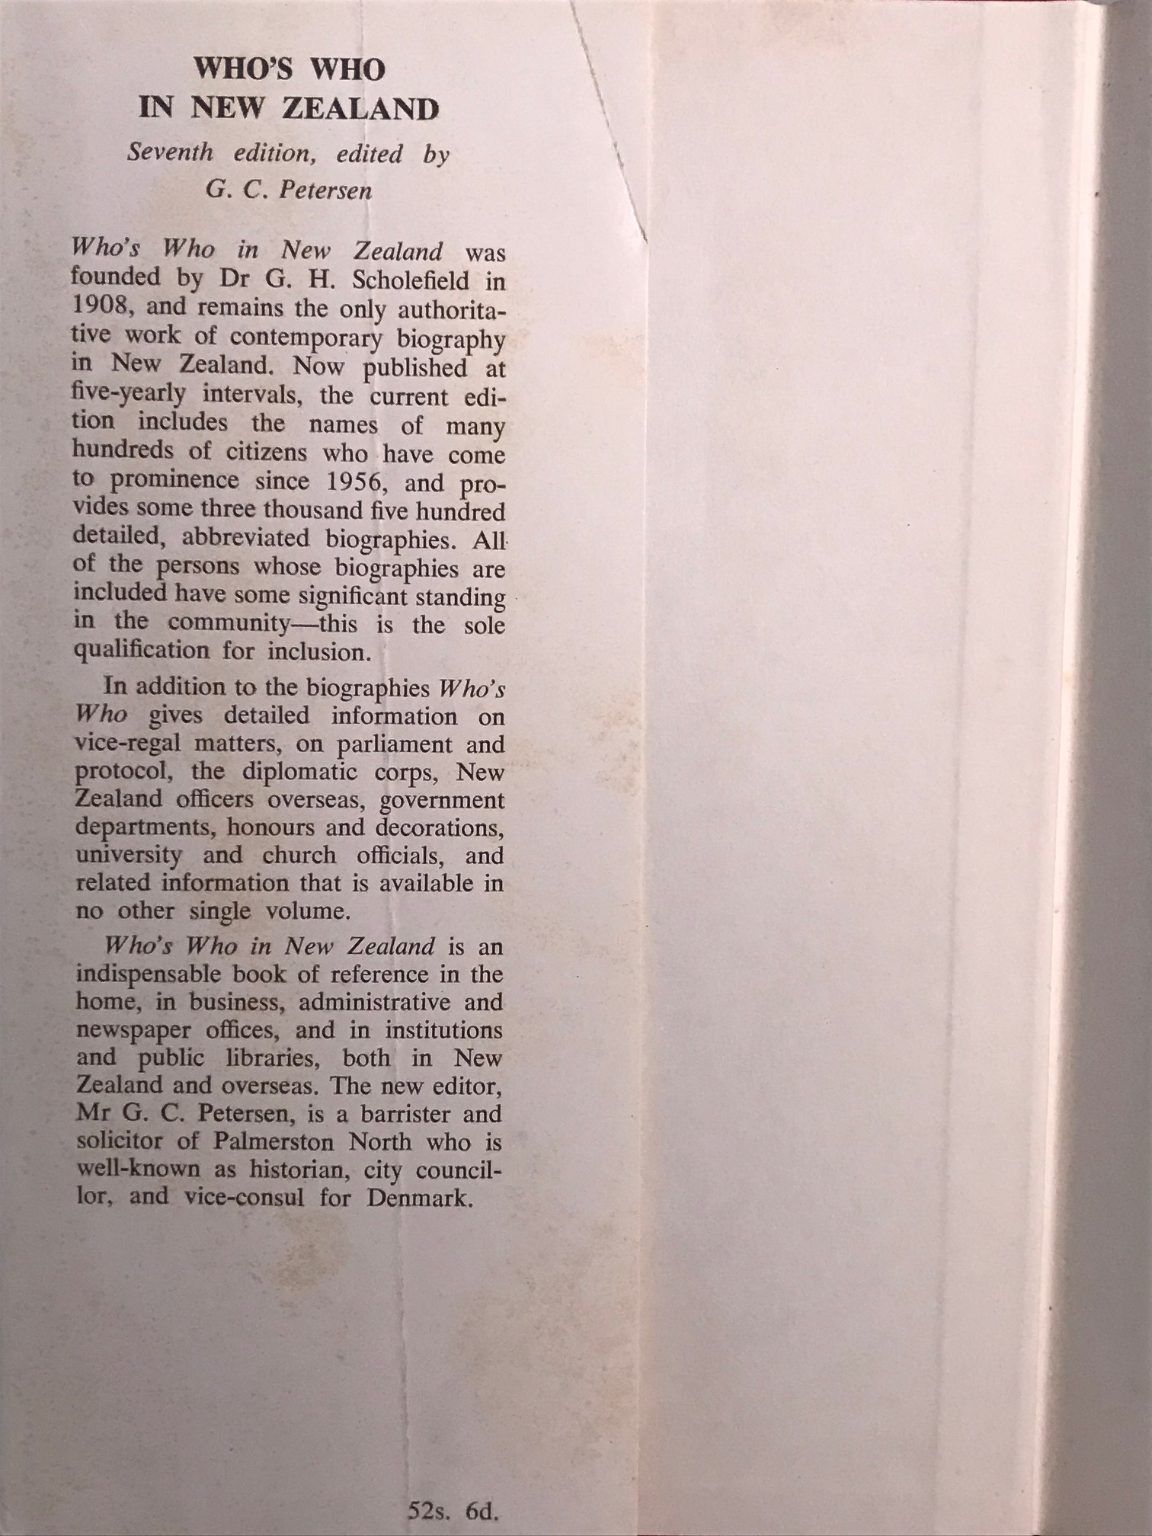 WHO'S WHO
IN NEW ZEALAND
Seventh edition, edited by
G. C. Petersen
Who's Who in New Zealand was
founded by Dr G. H. Scholefield in
1908, and remains the only authorita-
tive work of contemporary biography
in New Zealand. Now published at
five-yearly intervals, the current edi-
tion includes the names of many
hundreds of citizens who have come
to prominence since 1956, and pro-
vides some three thousand five hundred
detailed, abbreviated biographies. All
of the persons whose biographies are
included have some significant standing
in the community—this is the sole
qualification for inclusion.
In addition to the biographies Who's
Who gives detailed information on
vice-regal matters, on parliament and
protocol, the diplomatic corps, New
Zealand officers overseas, government
departments, honours and decorations,
university and church officials, and
related information that is available in
no other single volume.
Who's Who in New Zealand is an
indispensable book of reference in the
home, in business, administrative and
newspaper offices, and in institutions
and public libraries, both in New
Zealand and overseas. The new editor,
Mr G. C. Petersen, is a barrister and
solicitor of Palmerston North who is
well-known as historian, city council-
lor, and vice-consul for Denmark.
52s. 6d.